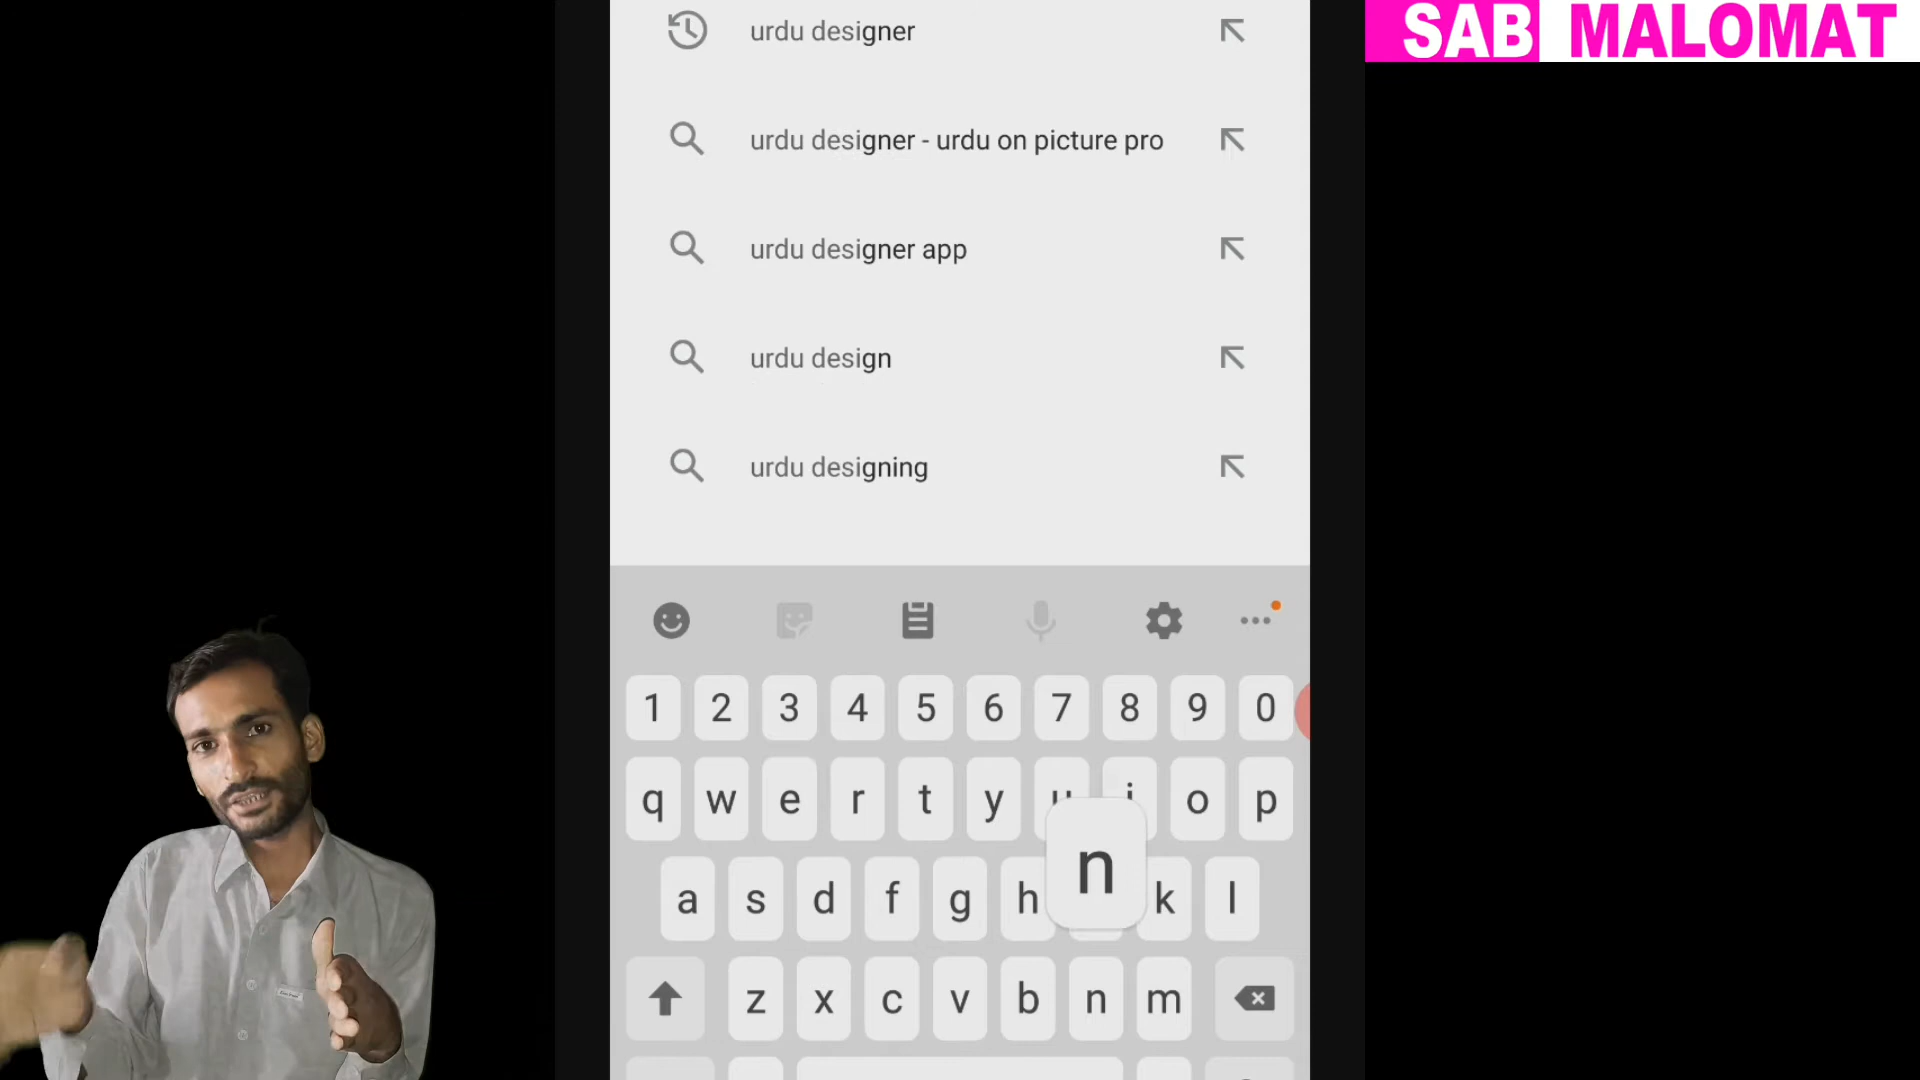 SAB MALOMAT
urdu designer
urdu designer - urdu on picture pro
urdu designer app
urdu design
urdu designing
1 2 3 4 5 6 7 8 9 0
q w e r t y u i o p
n
a s d f g h k l
z x c v b n m